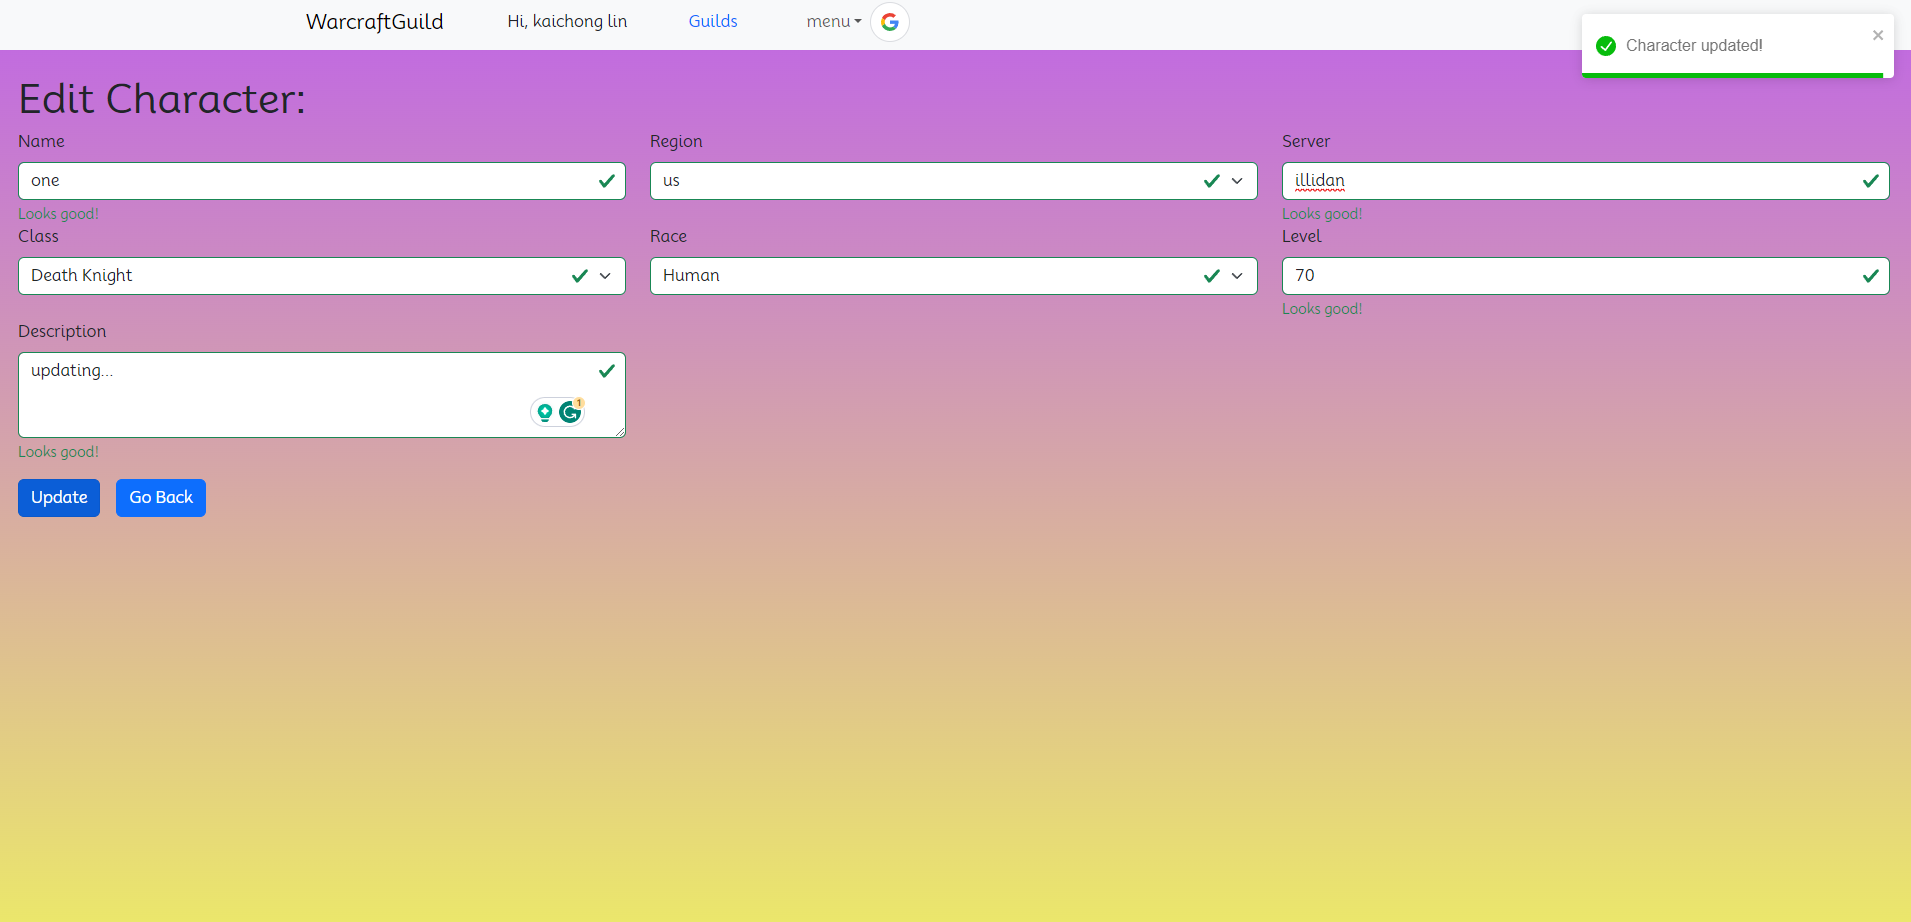 WarcraftGuild Hi, kaichong lin Guilds menu
Character updated!
Edit Character:
Name Region Server
one us illidan
Looks good! Looks good!
Class Race Level
Death Knight Human 70
Looks good!
Description
updating...
1
Looks good!
Update Go Back